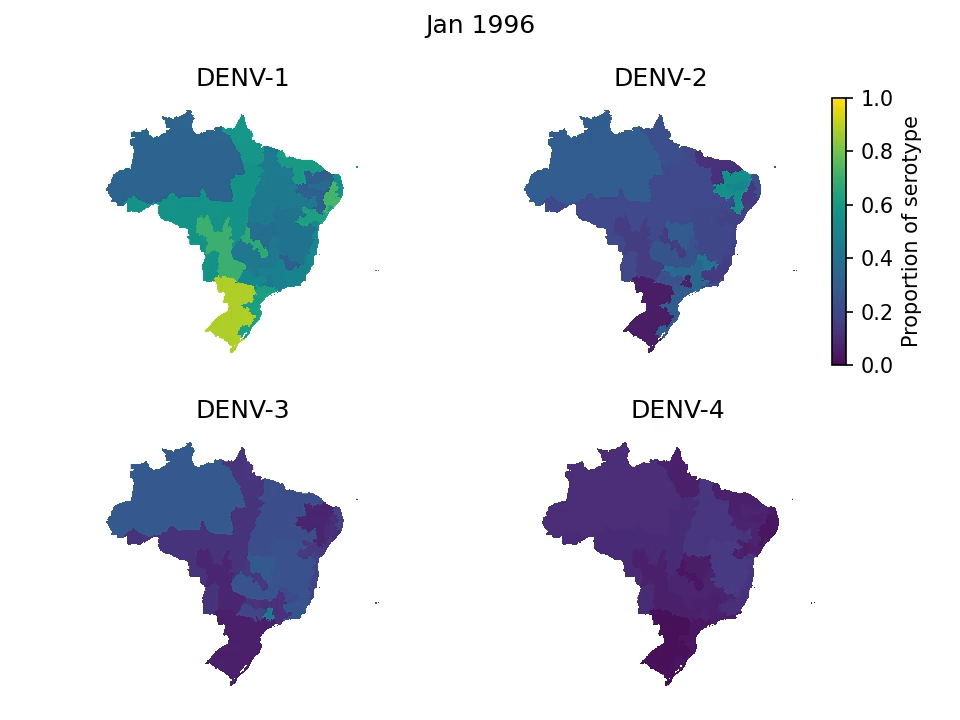 Jan 1996
DENV-1
DENV-2
1.0
0.8
0.6
0.4
0.2
0.0
Proportion of serotype
DENV-3
DENV-4